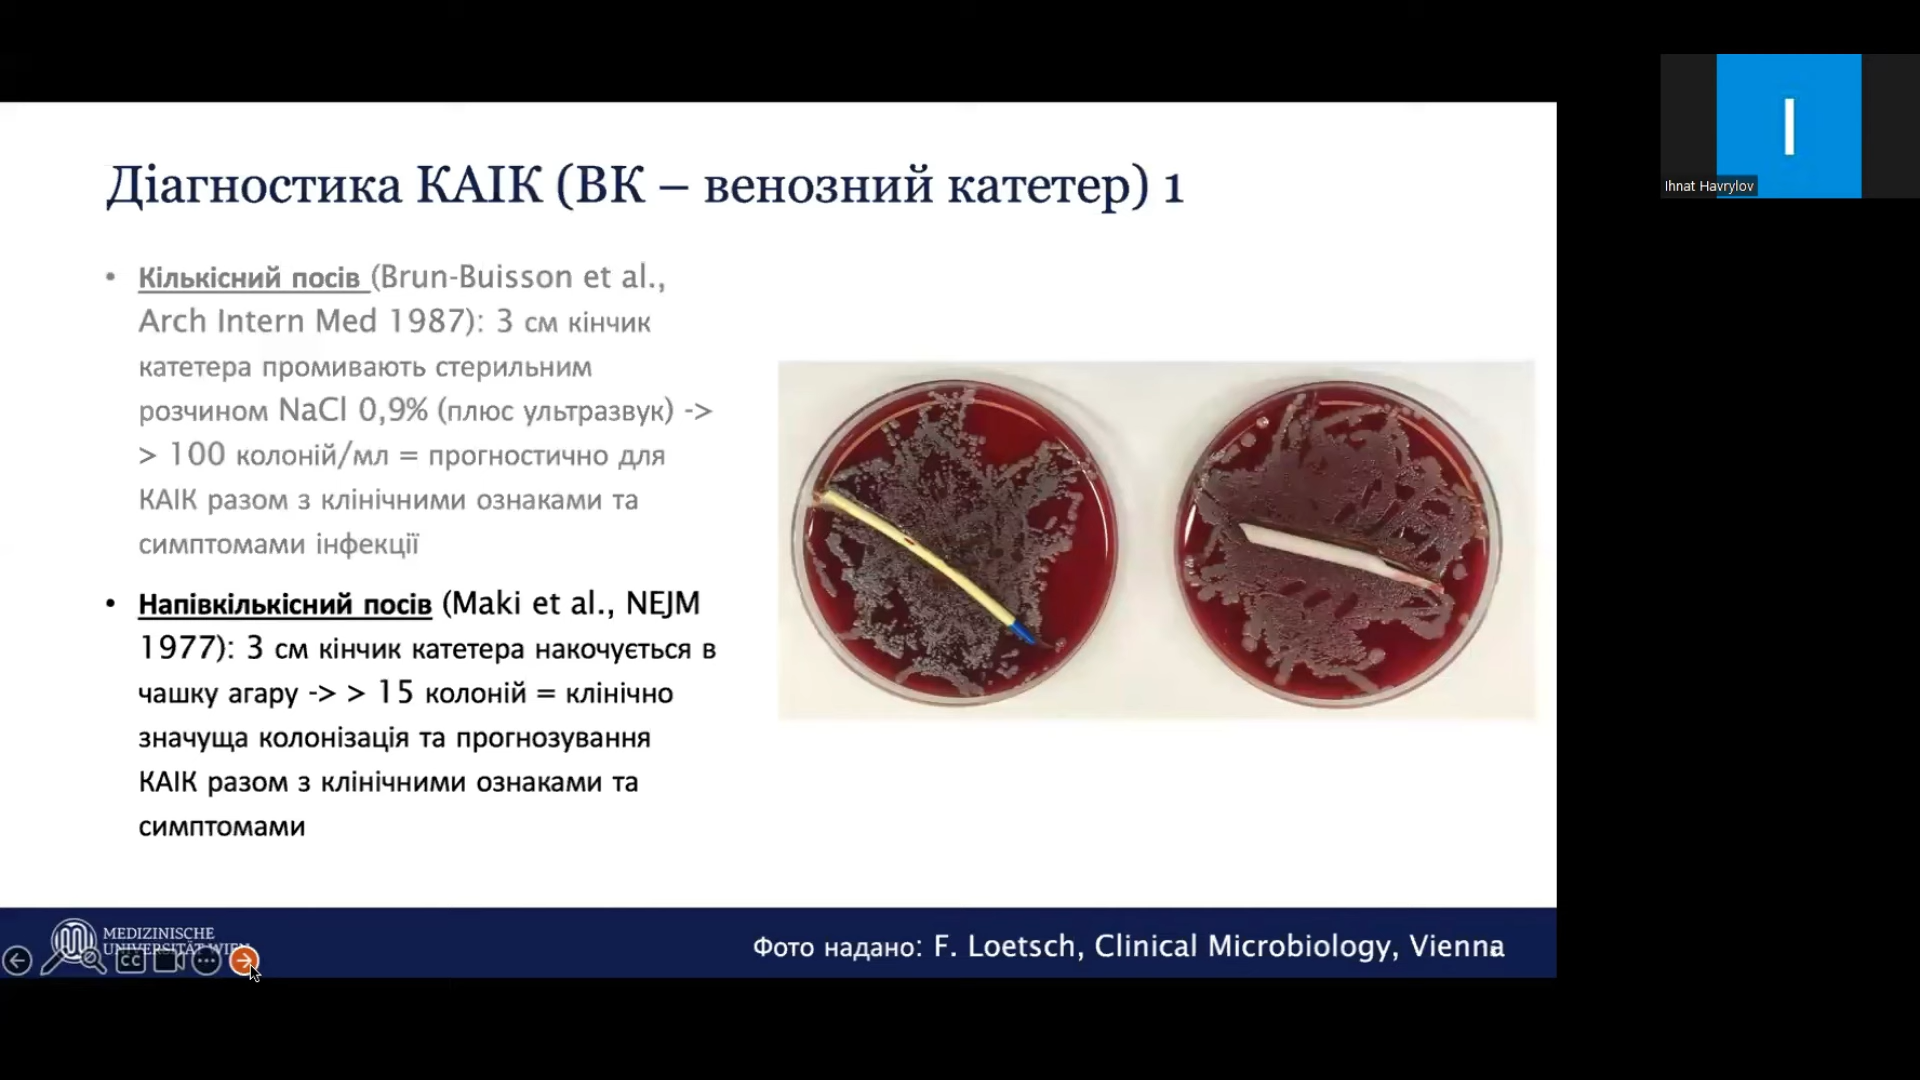 Діагностика КАІК (ВК – венозний катетер) 1
• Кількісний посів (Brun-Buisson et al.,
Arch Intern Med 1987): 3 см кінчик
катетера промивають стерильним
розчином NaCl 0,9% (плюс ультразвук) ->
> 100 колоній/мл = прогностично для
КАІК разом з клінічними ознаками та
симптомами інфекції
• Напівкількісний посів (Maki et al., NEJM
1977): 3 см кінчик катетера накочується в
чашку агару -> > 15 колоній = клінічно
значуща колонізація та прогнозування
КАІК разом з клінічними ознаками та
симптомами
MEDIZINISCHE
UNIVERSITÄT WIEN
CC
Фото надано: F. Loetsch, Clinical Microbiology, Vienna
I
Ihnat Havrylov